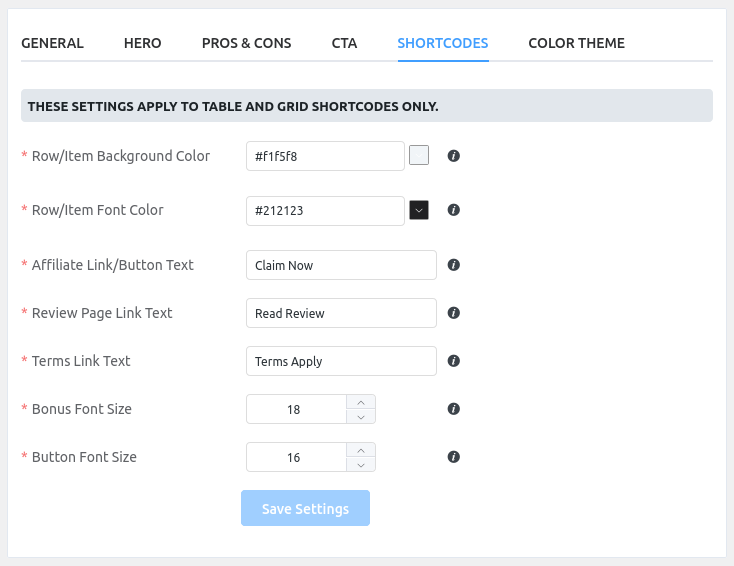 GENERAL HERO PROS & CONS CTA SHORTCODES COLOR THEME
THESE SETTINGS APPLY TO TABLE AND GRID SHORTCODES ONLY.
* Row/Item Background Color #f1f5f8
* Row/Item Font Color #212123
* Affiliate Link/Button Text Claim Now
* Review Page Link Text Read Review
* Terms Link Text Terms Apply
* Bonus Font Size 18
* Button Font Size 16
Save Settings